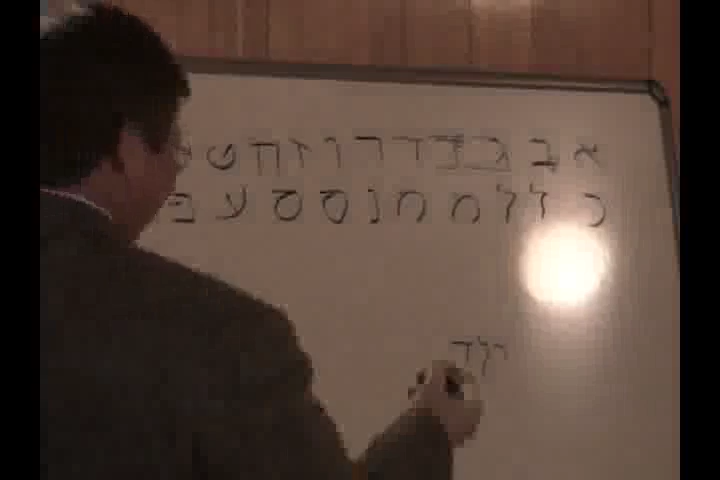 א ב ג ד ר ו ז ח ט
כ ל ל מ מ נ ס ס ע פ
ילד